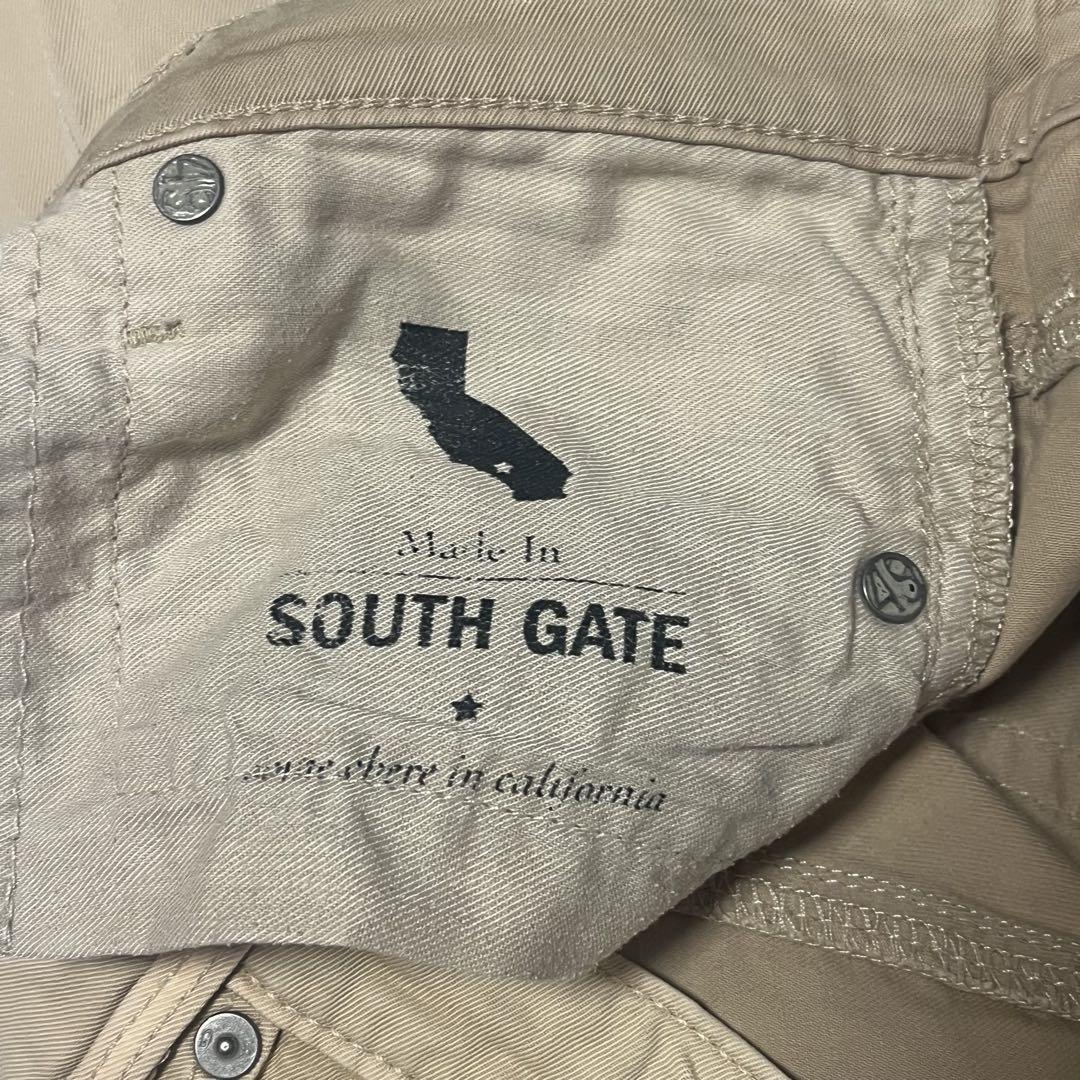 Made In
SOUTH GATE
somewhere in california